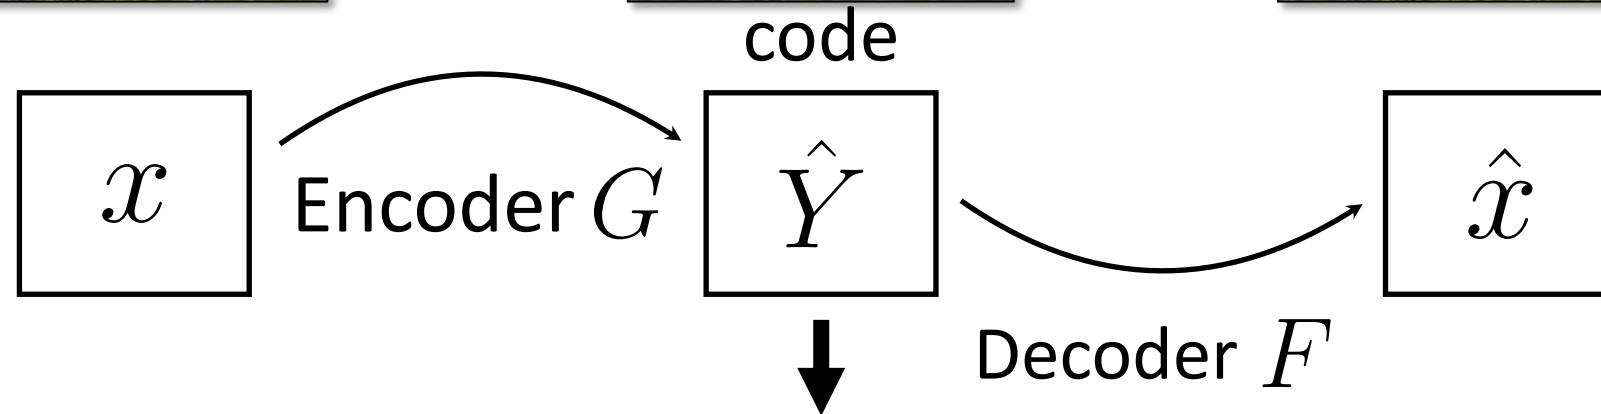 code
x
Encoder G
Ŷ
x̂
Decoder F